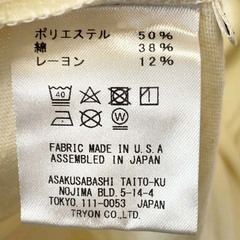 ポリエステル 50%
綿 38%
レーヨン 12%
40
FABRIC MADE IN U.S.A
ASSEMBLED IN JAPAN
ASAKUSABASHI TAITO-KU
NOJIMA BLD. 5-14-4
TOKYO. 111-0053 JAPAN
TRYON CO.,LTD.